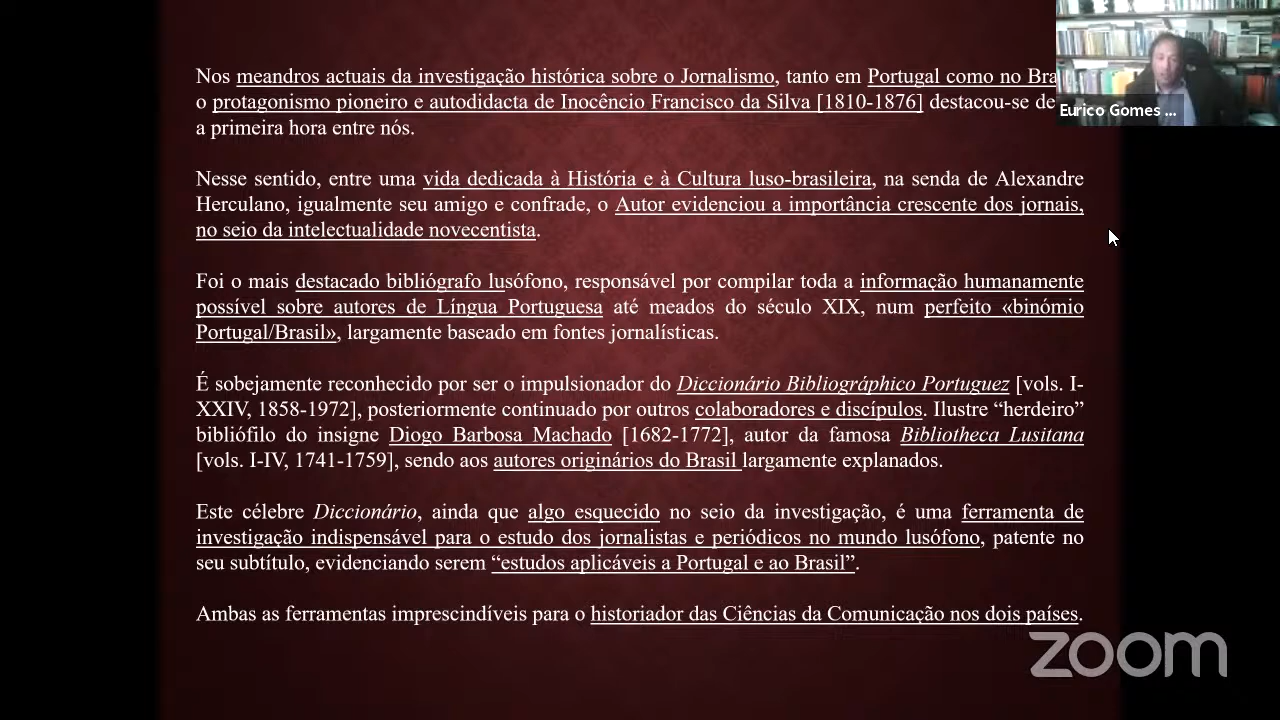 Nos meandros actuais da investigação histórica sobre o Jornalismo, tanto em Portugal como no
o protagonismo pioneiro e autodidacta de Inocêncio Francisco da Silva [1810-1876] destacou-se
a primeira hora entre nós.
Nesse sentido, entre uma vida dedicada à História e à Cultura luso-brasileira, na senda de Alexandre
Herculano, igualmente seu amigo e confrade, o Autor evidenciou a importância crescente dos jornais,
no seio da intelectualidade novecentista.
Foi o mais destacado bibliógrafo lusófono, responsável por compilar toda a informação humanamente
possível sobre autores de Língua Portuguesa até meados do século XIX, num perfeito «binómio
Portugal/Brasil», largamente baseado em fontes jornalísticas.
É sobejamente reconhecido por ser o impulsionador do Diccionário Bibliográphico Portuguez [vols. I-
XXIV, 1858-1972], posteriormente continuado por outros colaboradores e discípulos. Ilustre “herdeiro”
bibliófilo do insigne Diogo Barbosa Machado [1682-1772], autor da famosa Bibliotheca Lusitana
[vols. I-IV, 1741-1759], sendo aos autores originários do Brasil largamente explanados.
Este célebre Diccionário, ainda que algo esquecido no seio da investigação, é uma ferramenta de
investigação indispensável para o estudo dos jornalistas e periódicos no mundo lusófono, patente no
seu subtítulo, evidenciando serem “estudos aplicáveis a Portugal e ao Brasil”.
Ambas as ferramentas imprescindíveis para o historiador das Ciências da Comunicação nos dois países.
Eurico Gomes ...
zoom